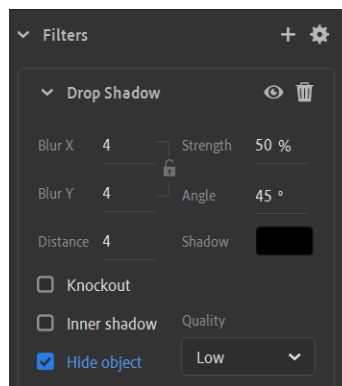 Filters
Drop Shadow
Blur X 4 Strength 50 %
Blur Y 4 Angle 45 °
Distance 4 Shadow
Knockout
Inner shadow Quality
Hide object Low